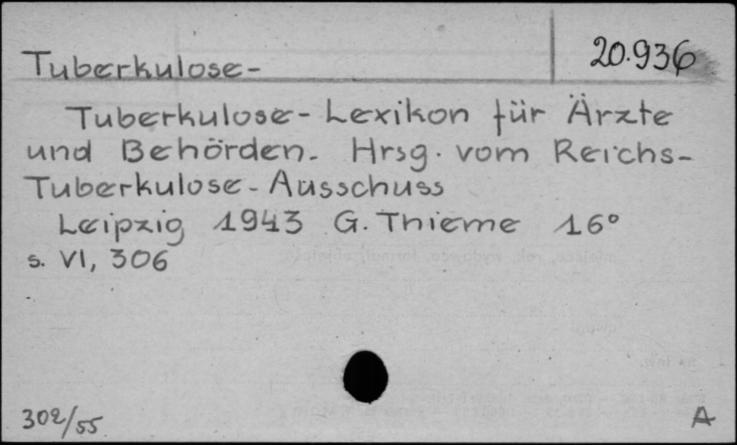 20.936
Tuberkulose-
Tuberkulose-Lexikon für Ärzte
und Behörden. Hrsg. vom Reichs-
Tuberkulose-Ausschuss
Leipzig 1943 G. Thieme 16°
s. VI, 306
302/55 A